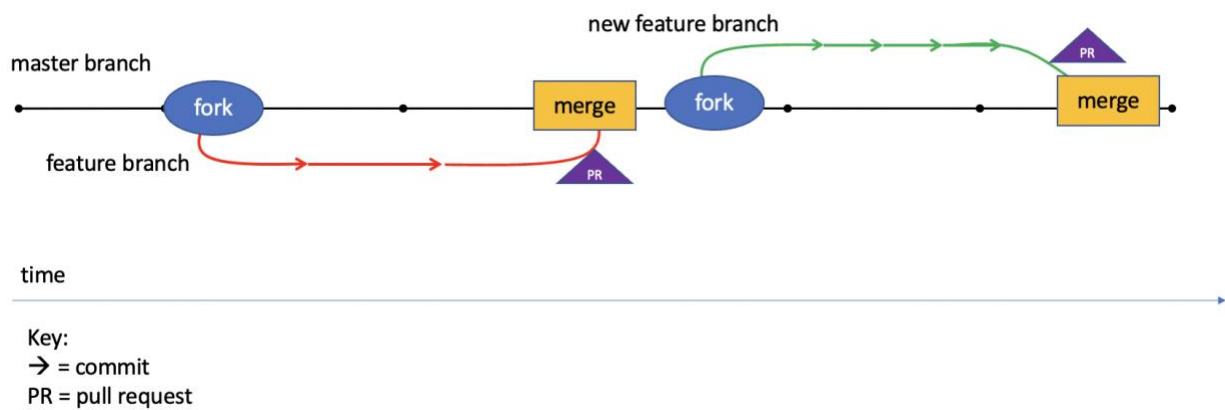 new feature branch
master branch
PR
fork
merge
fork
merge
feature branch
PR
time
Key:
→ = commit
PR = pull request